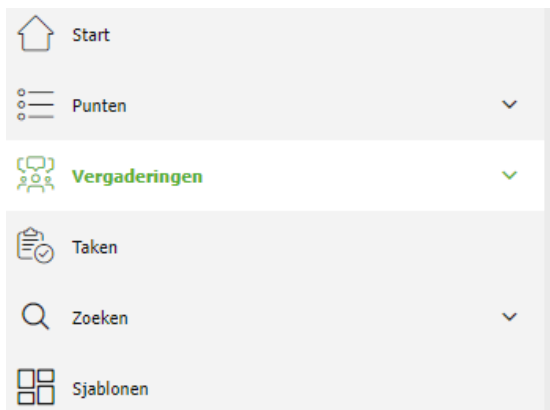 Start
Punten
Vergaderingen
Taken
Zoeken
Sjablonen